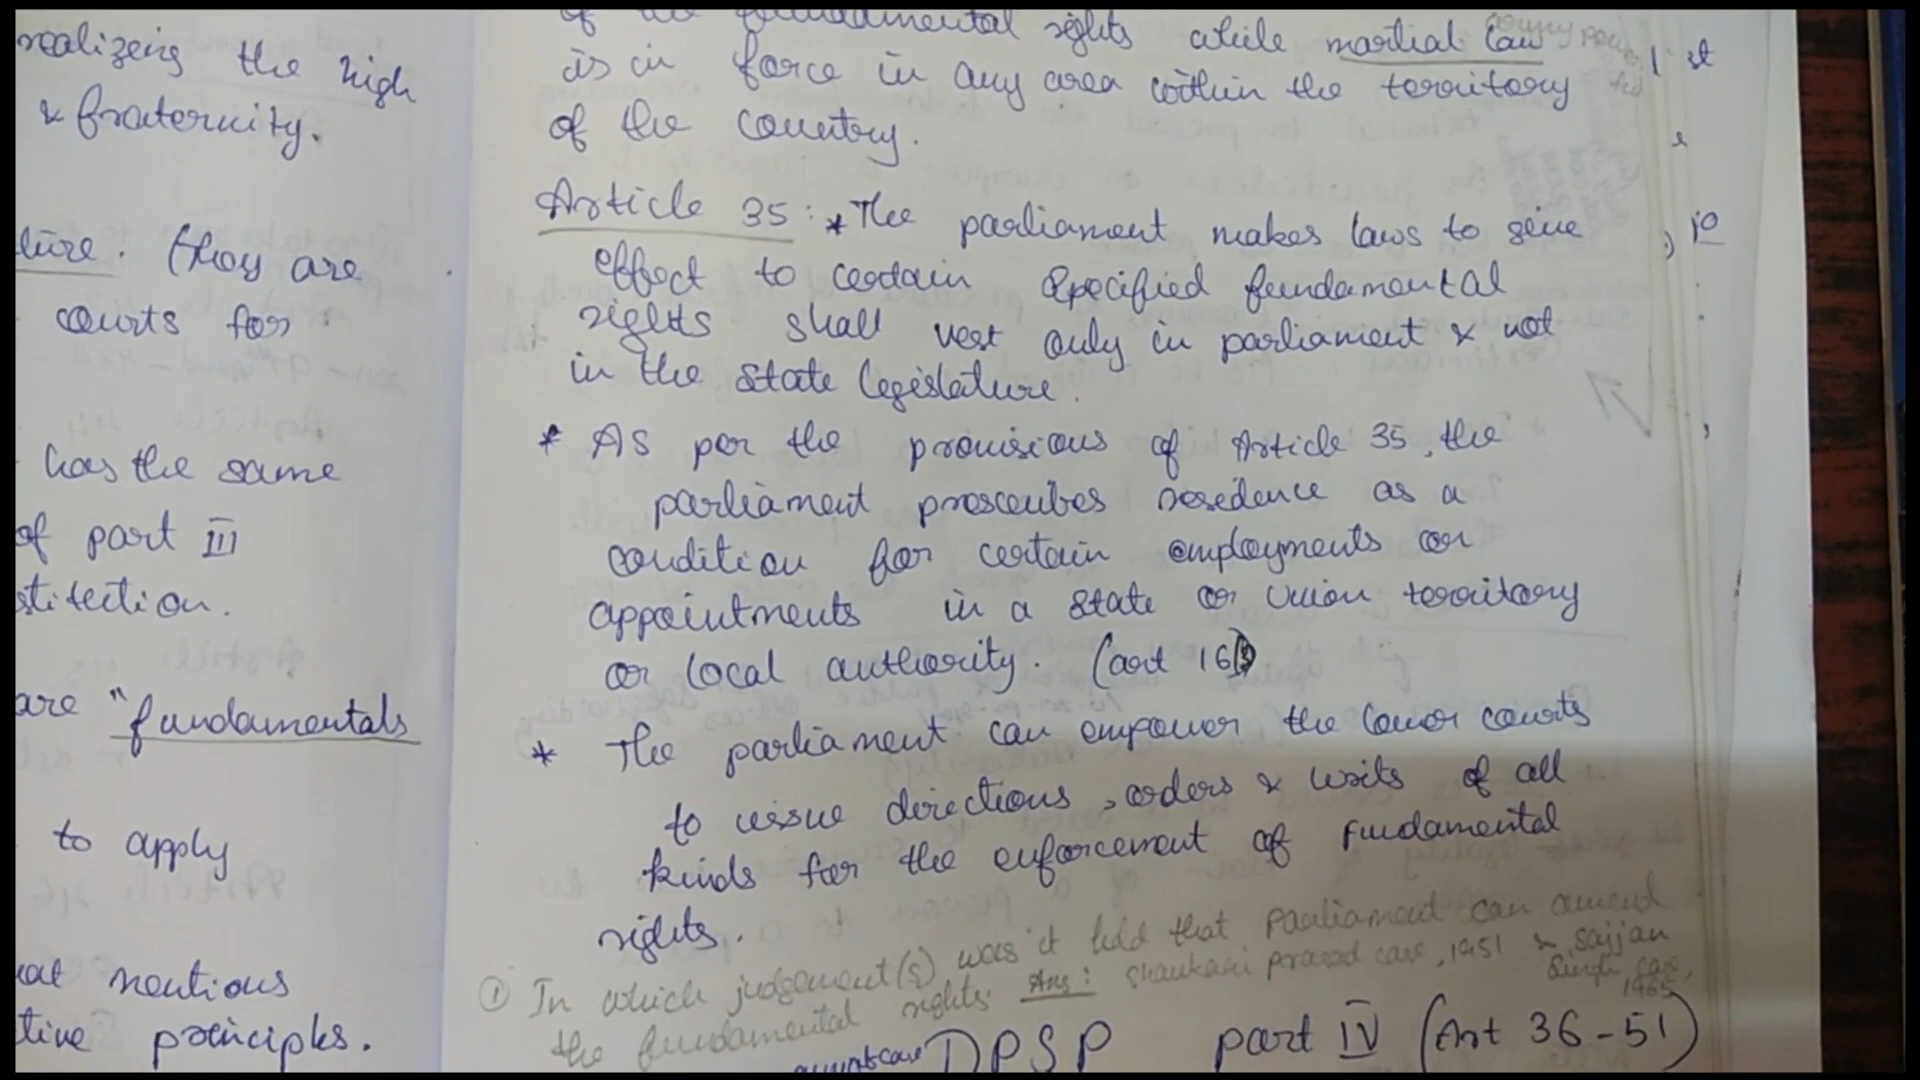 realizeing the high
& fraternity.
ture. They are
courts for
has the same
of part III
stitection.
are "fundamentals
to apply
mentions
tive principles.
of the fundamental rights while martial law
is in force in any area within the territory
of the country.
Article 35: * The parliament makes laws to give
effect to certain specified fundamental
rights shall vest only in parliament & not
in the state legislature.
* As per the provisions of Article 35, the
parliament prescribes residence as a
condition for certain employments or
appointments in a state or Union territory
or local authority. (art 16
* The parliament can empower the lower courts
to issue directions, orders & writs of all
kinds for the enforcement of Fundamental
rights.
① In which judgement(s) was it held that Parliament can amend
the fundamental rights. Ans: Shankari prasad case, 1951 & Sajjan
Singh case,
1965
DPSP part IV (Art 36-51)